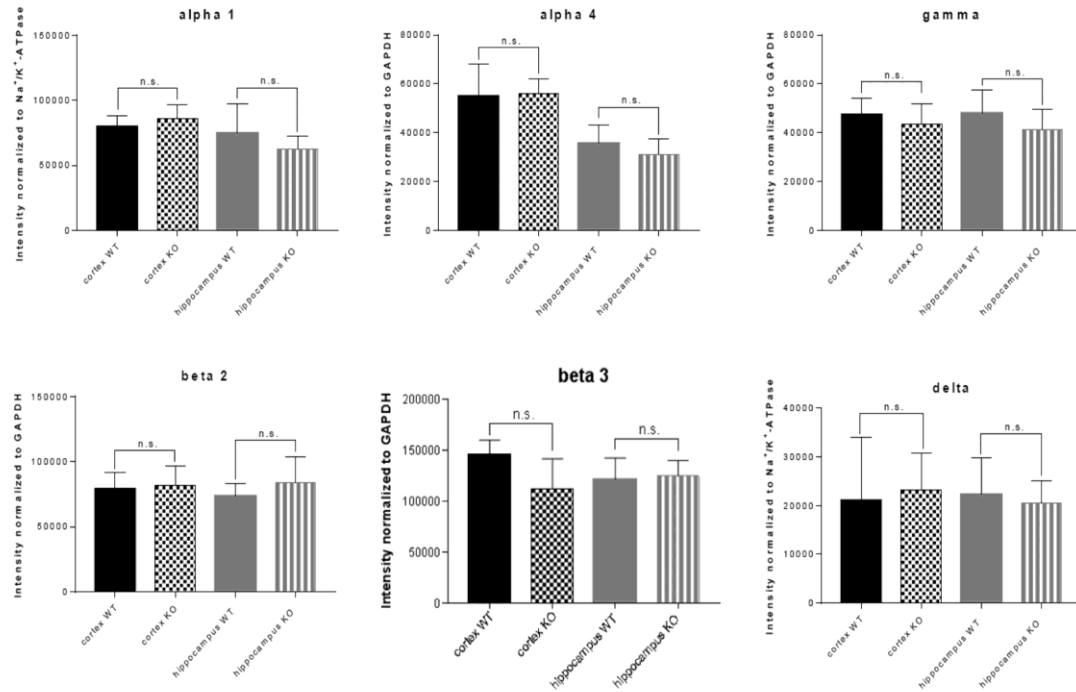 alpha 1
Intensity normalized to Na⁺/K⁺-ATPase
150000
100000
50000
0
n.s.
n.s.
cortex WT
cortex KO
hippocampus WT
hippocampus KO
alpha 4
Intensity normalized to GAPDH
80000
60000
40000
20000
0
n.s.
n.s.
cortex WT
cortex KO
hippocampus WT
hippocampus KO
gamma
Intensity normalized to GAPDH
80000
60000
40000
20000
0
n.s.
n.s.
cortex WT
cortex KO
hippocampus WT
hippocampus KO
beta 2
Intensity normalized to GAPDH
150000
100000
50000
0
n.s.
n.s.
cortex WT
cortex KO
hippocampus WT
hippocampus KO
beta 3
Intensity normalized to GAPDH
200000
150000
100000
50000
0
n.s.
n.s.
cortex WT
cortex KO
hippocampus WT
hippocampus KO
delta
Intensity normalized to Na⁺/K⁺-ATPase
40000
30000
20000
10000
0
n.s.
n.s.
cortex WT
cortex KO
hippocampus WT
hippocampus KO